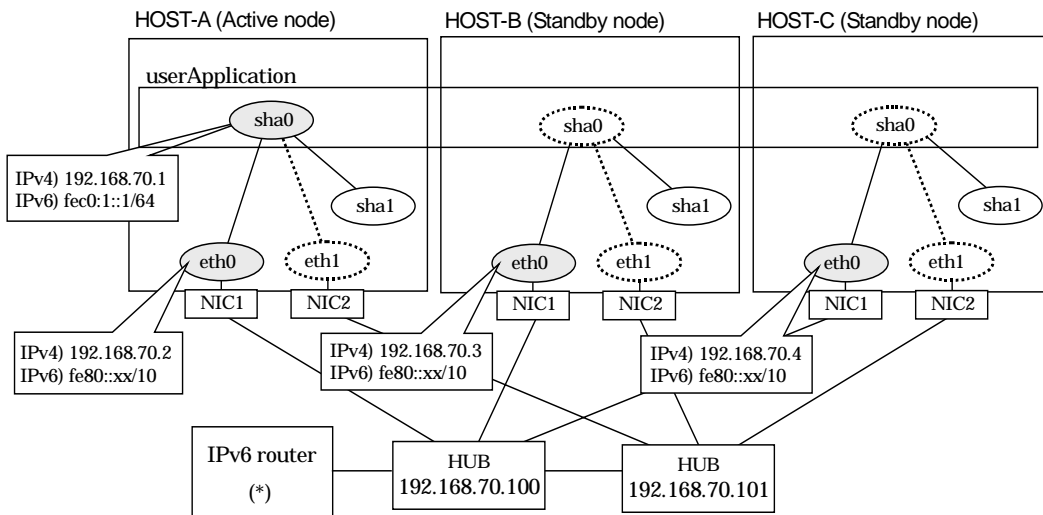 HOST-A (Active node)
HOST-B (Standby node)
HOST-C (Standby node)
userApplication
sha0
sha0
sha0
IPv4) 192.168.70.1
IPv6) fec0:1::1/64
sha1
sha1
sha1
eth0
eth1
eth0
eth1
eth0
eth1
NIC1
NIC2
NIC1
NIC2
NIC1
NIC2
IPv4) 192.168.70.2
IPv6) fe80::xx/10
IPv4) 192.168.70.3
IPv6) fe80::xx/10
IPv4) 192.168.70.4
IPv6) fe80::xx/10
IPv6 router
(*)
HUB
192.168.70.100
HUB
192.168.70.101